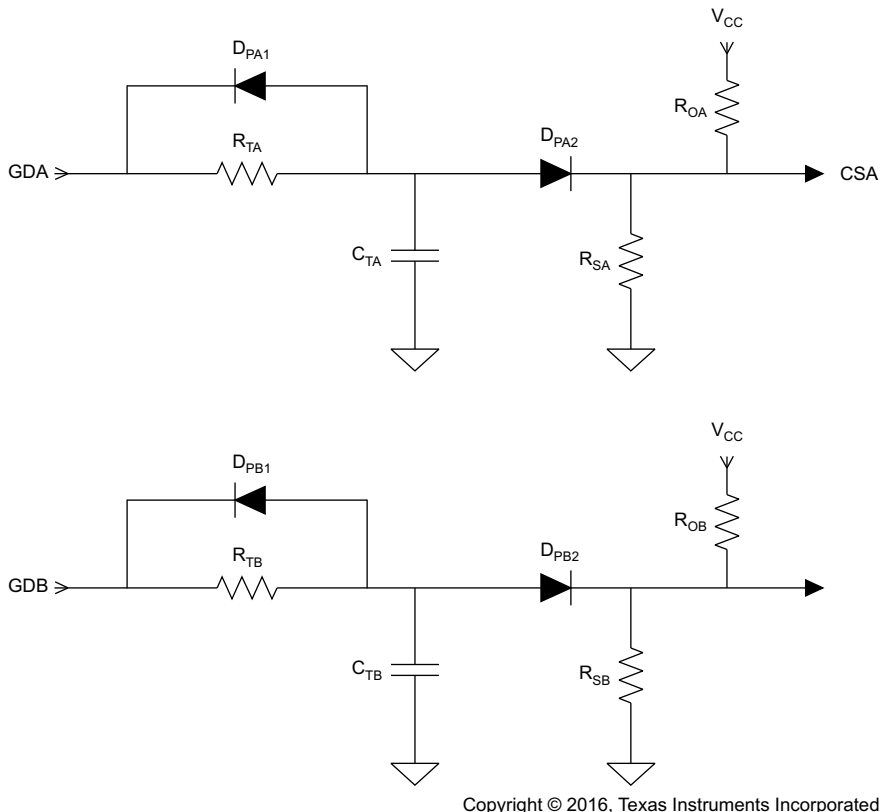 D_PA1
V_CC
R_OA
R_TA
D_PA2
GDA
CSA
C_TA
R_SA
V_CC
D_PB1
R_OB
R_TB
D_PB2
GDB
C_TB
R_SB
Copyright © 2016, Texas Instruments Incorporated